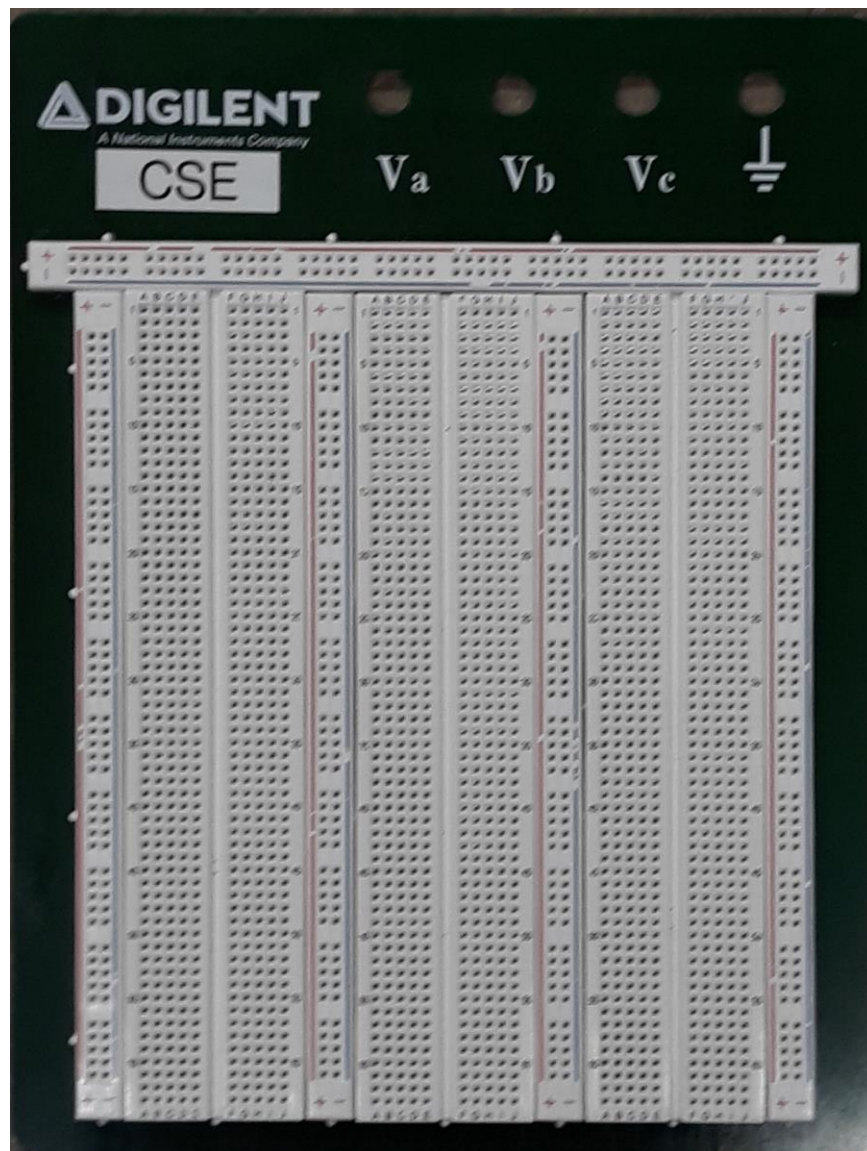 DIGILENT
A National Instruments Company
CSE
Va Vb Vc
+ +
- -
+ - + - + - + -
A B C D E F G H I J A B C D E F G H I J A B C D E F G H I J
+ - + - + - + -
A B C D E F G H I J A B C D E F G H I J A B C D E F G H I J